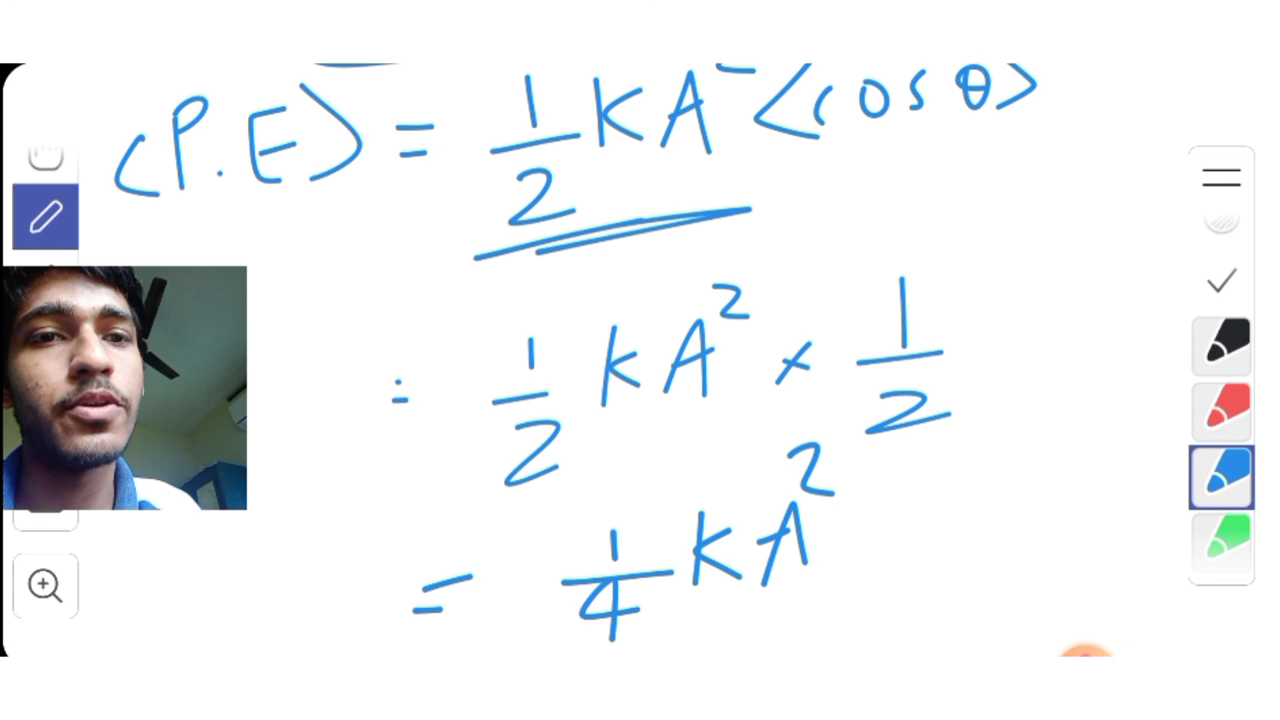 <P.E> = 1/2 KA² <cos θ>
= 1/2 KA² × 1/2
= 1/4 KA²